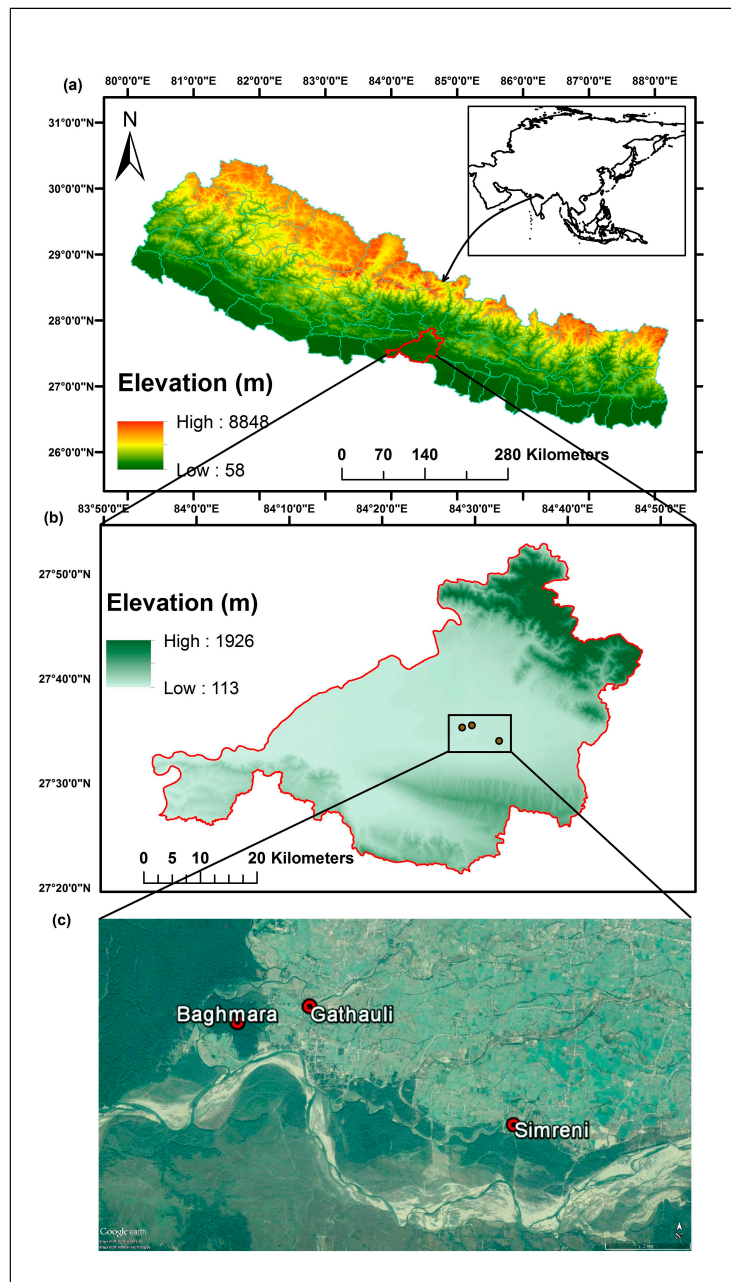 (a)
80°0'0"E 81°0'0"E 82°0'0"E 83°0'0"E 84°0'0"E 85°0'0"E 86°0'0"E 87°0'0"E 88°0'0"E
31°0'0"N
30°0'0"N
29°0'0"N
28°0'0"N
27°0'0"N
26°0'0"N
N
Elevation (m)
High : 8848
Low : 58
0 70 140 280 Kilometers
(b)
83°50'0"E 84°0'0"E 84°10'0"E 84°20'0"E 84°30'0"E 84°40'0"E 84°50'0"E
27°50'0"N
27°40'0"N
27°30'0"N
27°20'0"N
Elevation (m)
High : 1926
Low : 113
0 5 10 20 Kilometers
(c)
Baghmara
Gathauli
Simreni
Google earth
N